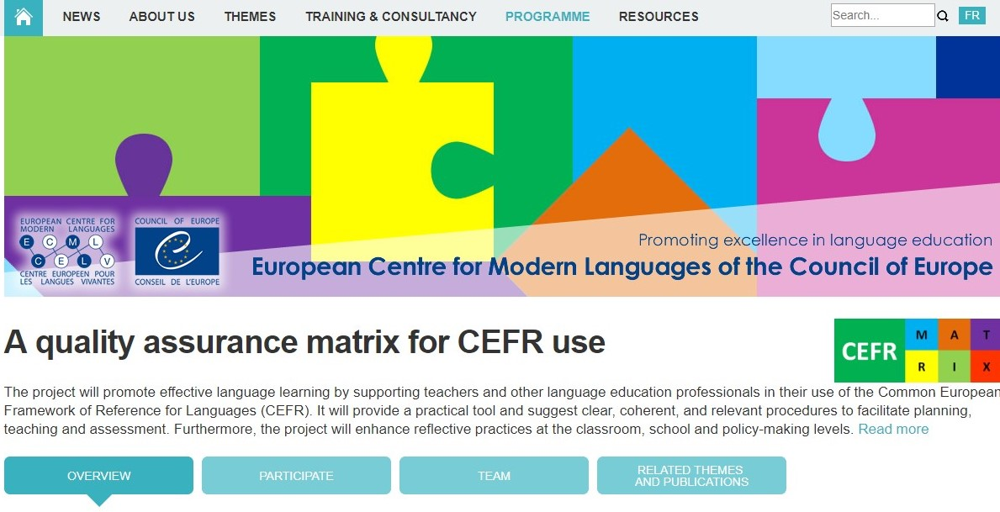 NEWS ABOUT US THEMES TRAINING & CONSULTANCY PROGRAMME RESOURCES Search... FR
EUROPEAN CENTRE FOR
MODERN LANGUAGES
E C M L
C E L V
CENTRE EUROPEEN POUR
LES LANGUES VIVANTES
COUNCIL OF EUROPE
CONSEIL DE L'EUROPE
Promoting excellence in language education
European Centre for Modern Languages of the Council of Europe
A quality assurance matrix for CEFR use
CEFR
M A T
R I X
The project will promote effective language learning by supporting teachers and other language education professionals in their use of the Common European
Framework of Reference for Languages (CEFR). It will provide a practical tool and suggest clear, coherent, and relevant procedures to facilitate planning,
teaching and assessment. Furthermore, the project will enhance reflective practices at the classroom, school and policy-making levels. Read more
OVERVIEW
PARTICIPATE
TEAM
RELATED THEMES
AND PUBLICATIONS